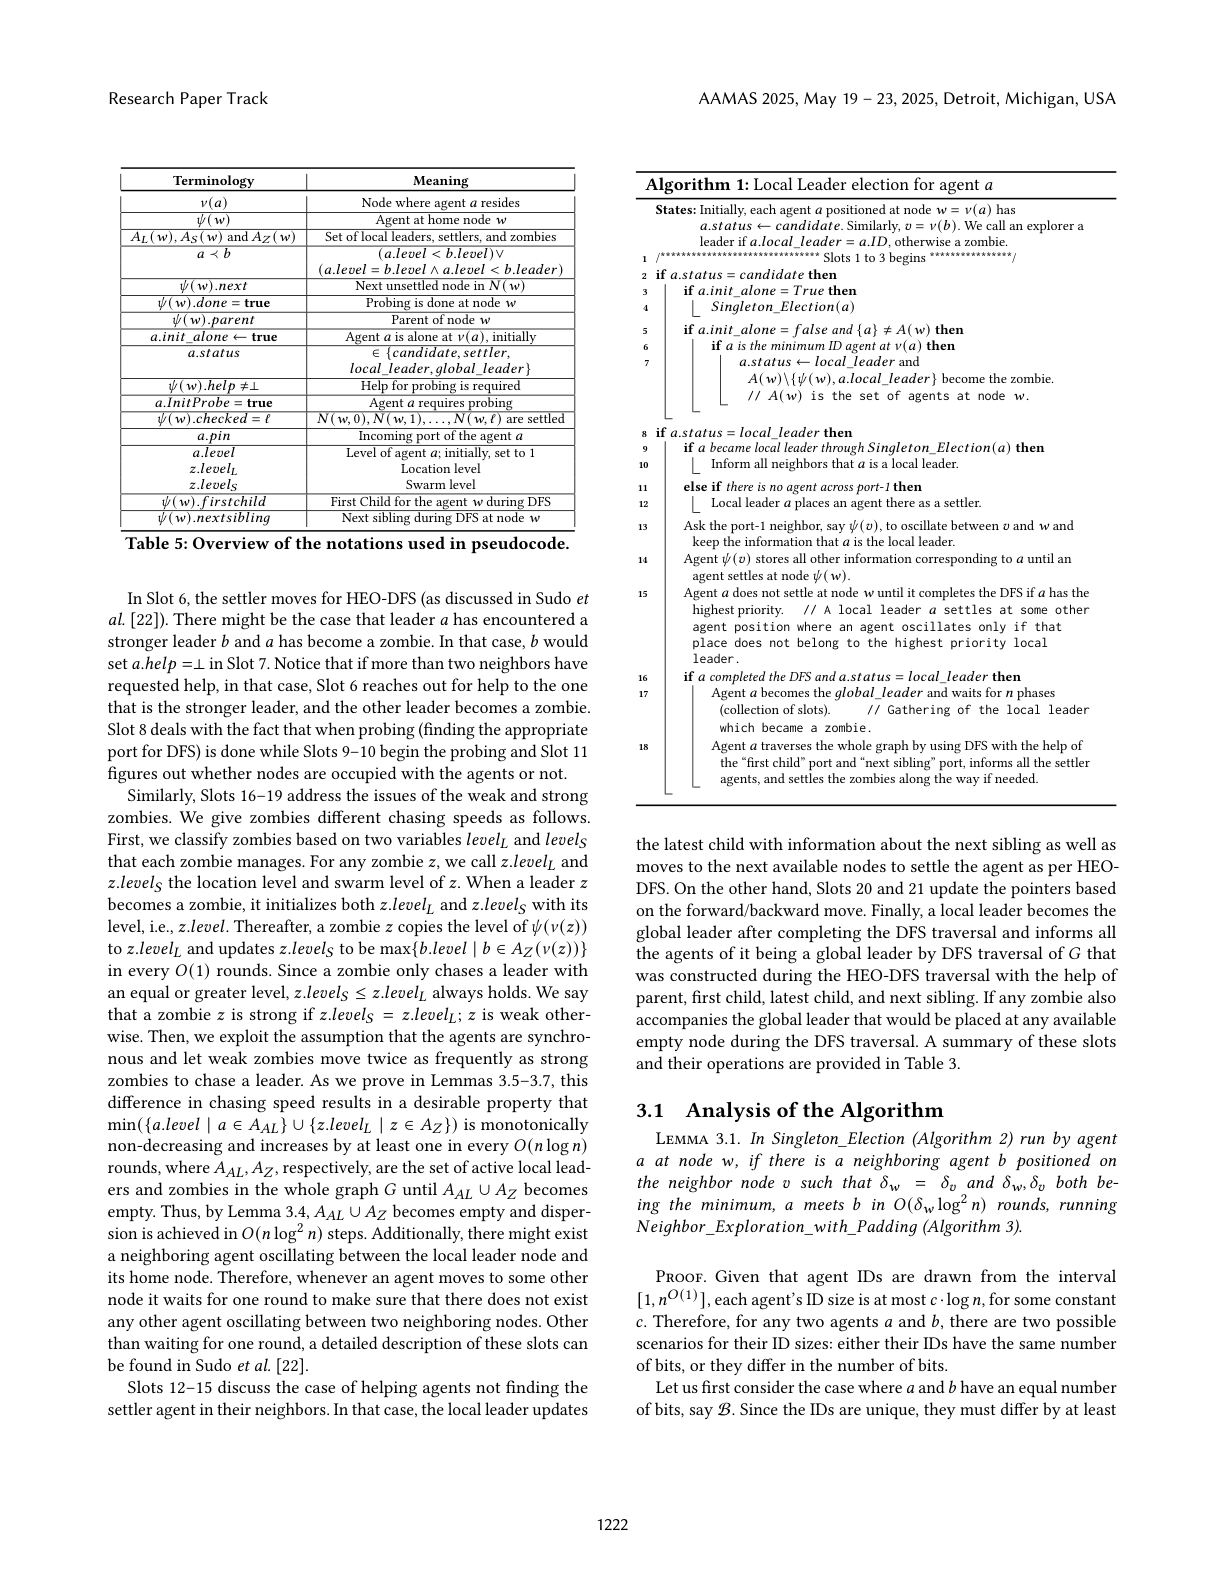 Research Paper Track
AAMAS 2025, May 19 – 23, 2025, Detroit, Michigan, USA
Terminology Meaning
ν(a) Node where agent a resides
ψ(w) Agent at home node w
A_L(w), A_S(w) and A_Z(w) Set of local leaders, settlers, and zombies
a ≺ b (a.level < b.level)∨
(a.level = b.level ∧ a.level < b.leader)
ψ(w).next Next unsettled node in N(w)
ψ(w).done = true Probing is done at node w
ψ(w).parent Parent of node w
a.init_alone ← true Agent a is alone at ν(a), initially
a.status ∈ {candidate, settler,
local_leader, global_leader}
ψ(w).help ≠⊥ Help for probing is required
a.InitProbe = true Agent a requires probing
ψ(w).checked = ℓ N(w, 0), N(w, 1), . . . , N(w, ℓ) are settled
a.pin Incoming port of the agent a
a.level Level of agent a; initially, set to 1
z.level_L Location level
z.level_S Swarm level
ψ(w).firstchild First Child for the agent w during DFS
ψ(w).nextsibling Next sibling during DFS at node w
Table 5: Overview of the notations used in pseudocode.
In Slot 6, the settler moves for HEO-DFS (as discussed in Sudo et
al. [22]). There might be the case that leader a has encountered a
stronger leader b and a has become a zombie. In that case, b would
set a.help =⊥ in Slot 7. Notice that if more than two neighbors have
requested help, in that case, Slot 6 reaches out for help to the one
that is the stronger leader, and the other leader becomes a zombie.
Slot 8 deals with the fact that when probing (finding the appropriate
port for DFS) is done while Slots 9–10 begin the probing and Slot 11
figures out whether nodes are occupied with the agents or not.
Similarly, Slots 16–19 address the issues of the weak and strong
zombies. We give zombies different chasing speeds as follows.
First, we classify zombies based on two variables level_L and level_S
that each zombie manages. For any zombie z, we call z.level_L and
z.level_S the location level and swarm level of z. When a leader z
becomes a zombie, it initializes both z.level_L and z.level_S with its
level, i.e., z.level. Thereafter, a zombie z copies the level of ψ(ν(z))
to z.level_L and updates z.level_S to be max{b.level | b ∈ A_Z(ν(z))}
in every O(1) rounds. Since a zombie only chases a leader with
an equal or greater level, z.level_S ≤ z.level_L always holds. We say
that a zombie z is strong if z.level_S = z.level_L; z is weak other-
wise. Then, we exploit the assumption that the agents are synchro-
nous and let weak zombies move twice as frequently as strong
zombies to chase a leader. As we prove in Lemmas 3.5–3.7, this
difference in chasing speed results in a desirable property that
min({a.level | a ∈ A_AL} ∪ {z.level_L | z ∈ A_Z}) is monotonically
non-decreasing and increases by at least one in every O(n log n)
rounds, where A_AL, A_Z, respectively, are the set of active local lead-
ers and zombies in the whole graph G until A_AL ∪ A_Z becomes
empty. Thus, by Lemma 3.4, A_AL ∪ A_Z becomes empty and disper-
sion is achieved in O(n log² n) steps. Additionally, there might exist
a neighboring agent oscillating between the local leader node and
its home node. Therefore, whenever an agent moves to some other
node it waits for one round to make sure that there does not exist
any other agent oscillating between two neighboring nodes. Other
than waiting for one round, a detailed description of these slots can
be found in Sudo et al. [22].
Slots 12–15 discuss the case of helping agents not finding the
settler agent in their neighbors. In that case, the local leader updates
Algorithm 1: Local Leader election for agent a
States: Initially, each agent a positioned at node w = ν(a) has
a.status ← candidate. Similarly, v = ν(b). We call an explorer a
leader if a.local_leader = a.ID, otherwise a zombie.
1 /****************************** Slots 1 to 3 begins ****************/
2 if a.status = candidate then
3 if a.init_alone = True then
4 Singleton_Election(a)
5 if a.init_alone = false and {a} ≠ A(w) then
6 if a is the minimum ID agent at ν(a) then
7 a.status ← local_leader and
A(w)\{ψ(w), a.local_leader} become the zombie.
// A(w) is the set of agents at node w.
8 if a.status = local_leader then
9 if a became local leader through Singleton_Election(a) then
10 Inform all neighbors that a is a local leader.
11 else if there is no agent across port-1 then
12 Local leader a places an agent there as a settler.
13 Ask the port-1 neighbor, say ψ(v), to oscillate between v and w and
keep the information that a is the local leader.
14 Agent ψ(v) stores all other information corresponding to a until an
agent settles at node ψ(w).
15 Agent a does not settle at node w until it completes the DFS if a has the
highest priority. // A local leader a settles at some other
agent position where an agent oscillates only if that
place does not belong to the highest priority local
leader.
16 if a completed the DFS and a.status = local_leader then
17 Agent a becomes the global_leader and waits for n phases
(collection of slots). // Gathering of the local leader
which became a zombie.
18 Agent a traverses the whole graph by using DFS with the help of
the “first child” port and “next sibling” port, informs all the settler
agents, and settles the zombies along the way if needed.
the latest child with information about the next sibling as well as
moves to the next available nodes to settle the agent as per HEO-
DFS. On the other hand, Slots 20 and 21 update the pointers based
on the forward/backward move. Finally, a local leader becomes the
global leader after completing the DFS traversal and informs all
the agents of it being a global leader by DFS traversal of G that
was constructed during the HEO-DFS traversal with the help of
parent, first child, latest child, and next sibling. If any zombie also
accompanies the global leader that would be placed at any available
empty node during the DFS traversal. A summary of these slots
and their operations are provided in Table 3.
3.1 Analysis of the Algorithm
Lemma 3.1. In Singleton_Election (Algorithm 2) run by agent
a at node w, if there is a neighboring agent b positioned on
the neighbor node v such that δ_w = δ_v and δ_w, δ_v both be-
ing the minimum, a meets b in O(δ_w log² n) rounds, running
Neighbor_Exploration_with_Padding (Algorithm 3).
Proof. Given that agent IDs are drawn from the interval
[1, n^O(1)], each agent’s ID size is at most c · log n, for some constant
c. Therefore, for any two agents a and b, there are two possible
scenarios for their ID sizes: either their IDs have the same number
of bits, or they differ in the number of bits.
Let us first consider the case where a and b have an equal number
of bits, say ℬ. Since the IDs are unique, they must differ by at least
1222